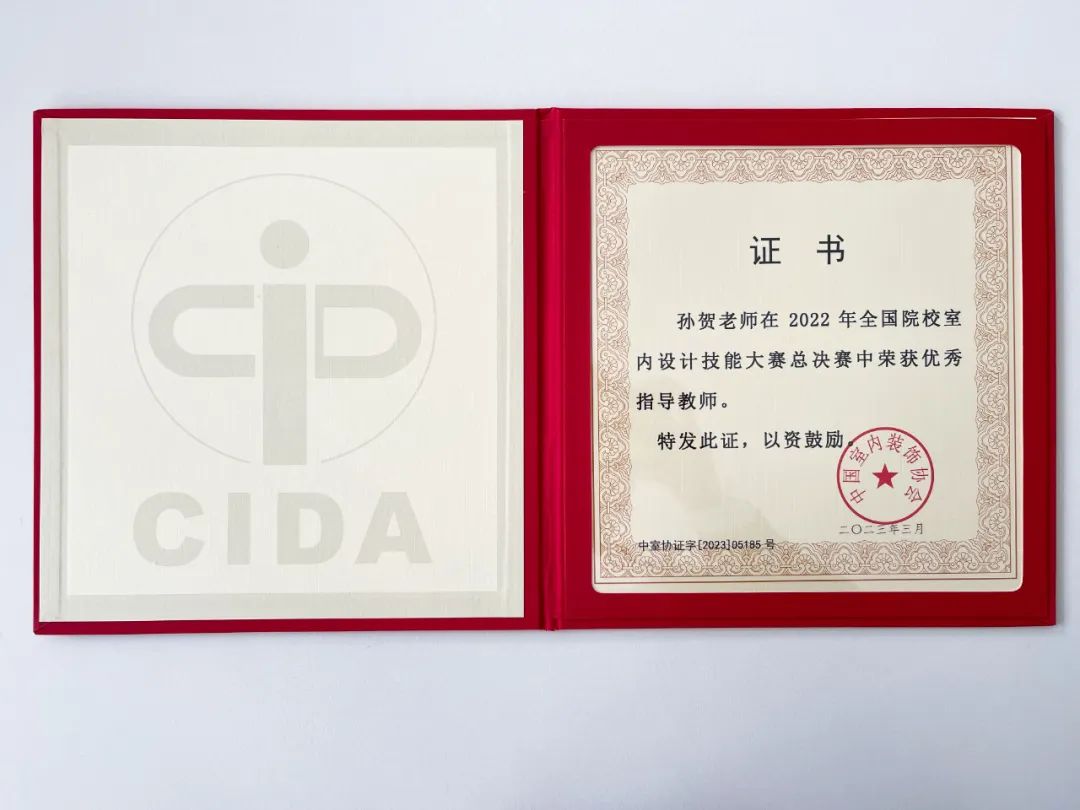 CIDA
证 书
孙贺老师在 2022 年全国院校室
内设计技能大赛总决赛中荣获优秀
指导教师。
特发此证，以资鼓励。
中国室内装饰协会
二〇二三年三月
中室协证字[2023]05185 号